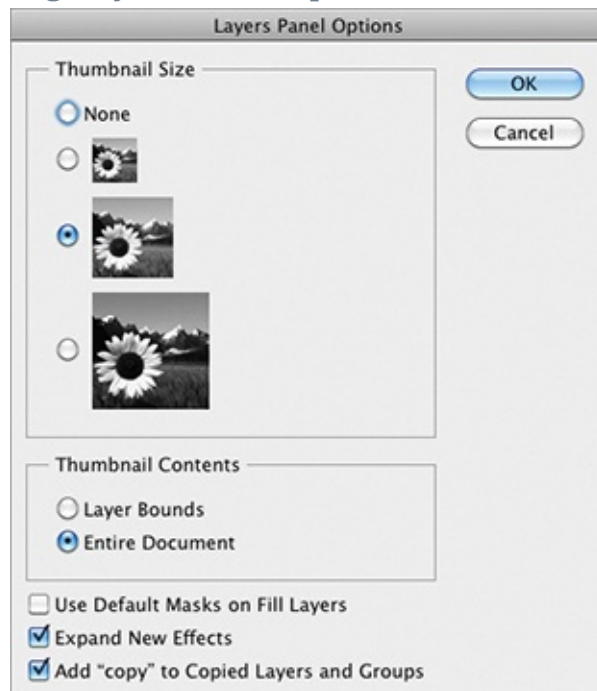 Layers Panel Options
Thumbnail Size
OK
None
Cancel
Thumbnail Contents
Layer Bounds
Entire Document
Use Default Masks on Fill Layers
Expand New Effects
Add “copy” to Copied Layers and Groups